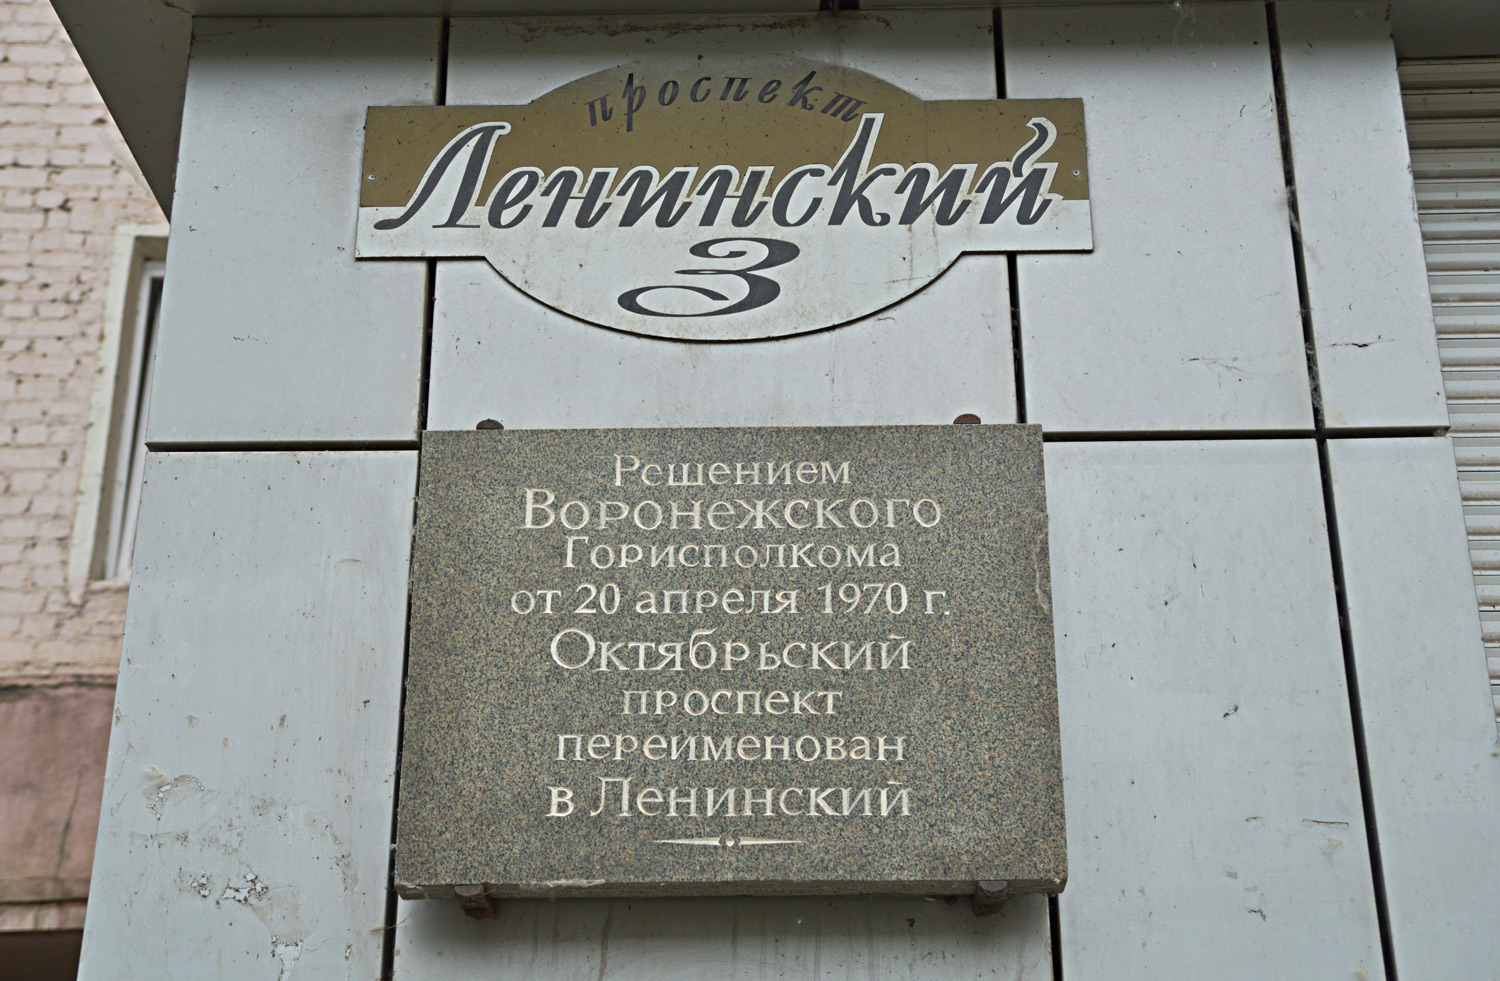 проспект
Ленинский
3
Решением
Воронежского
Горисполкома
от 20 апреля 1970 г.
Октябрьский
проспект
переименован
в Ленинский